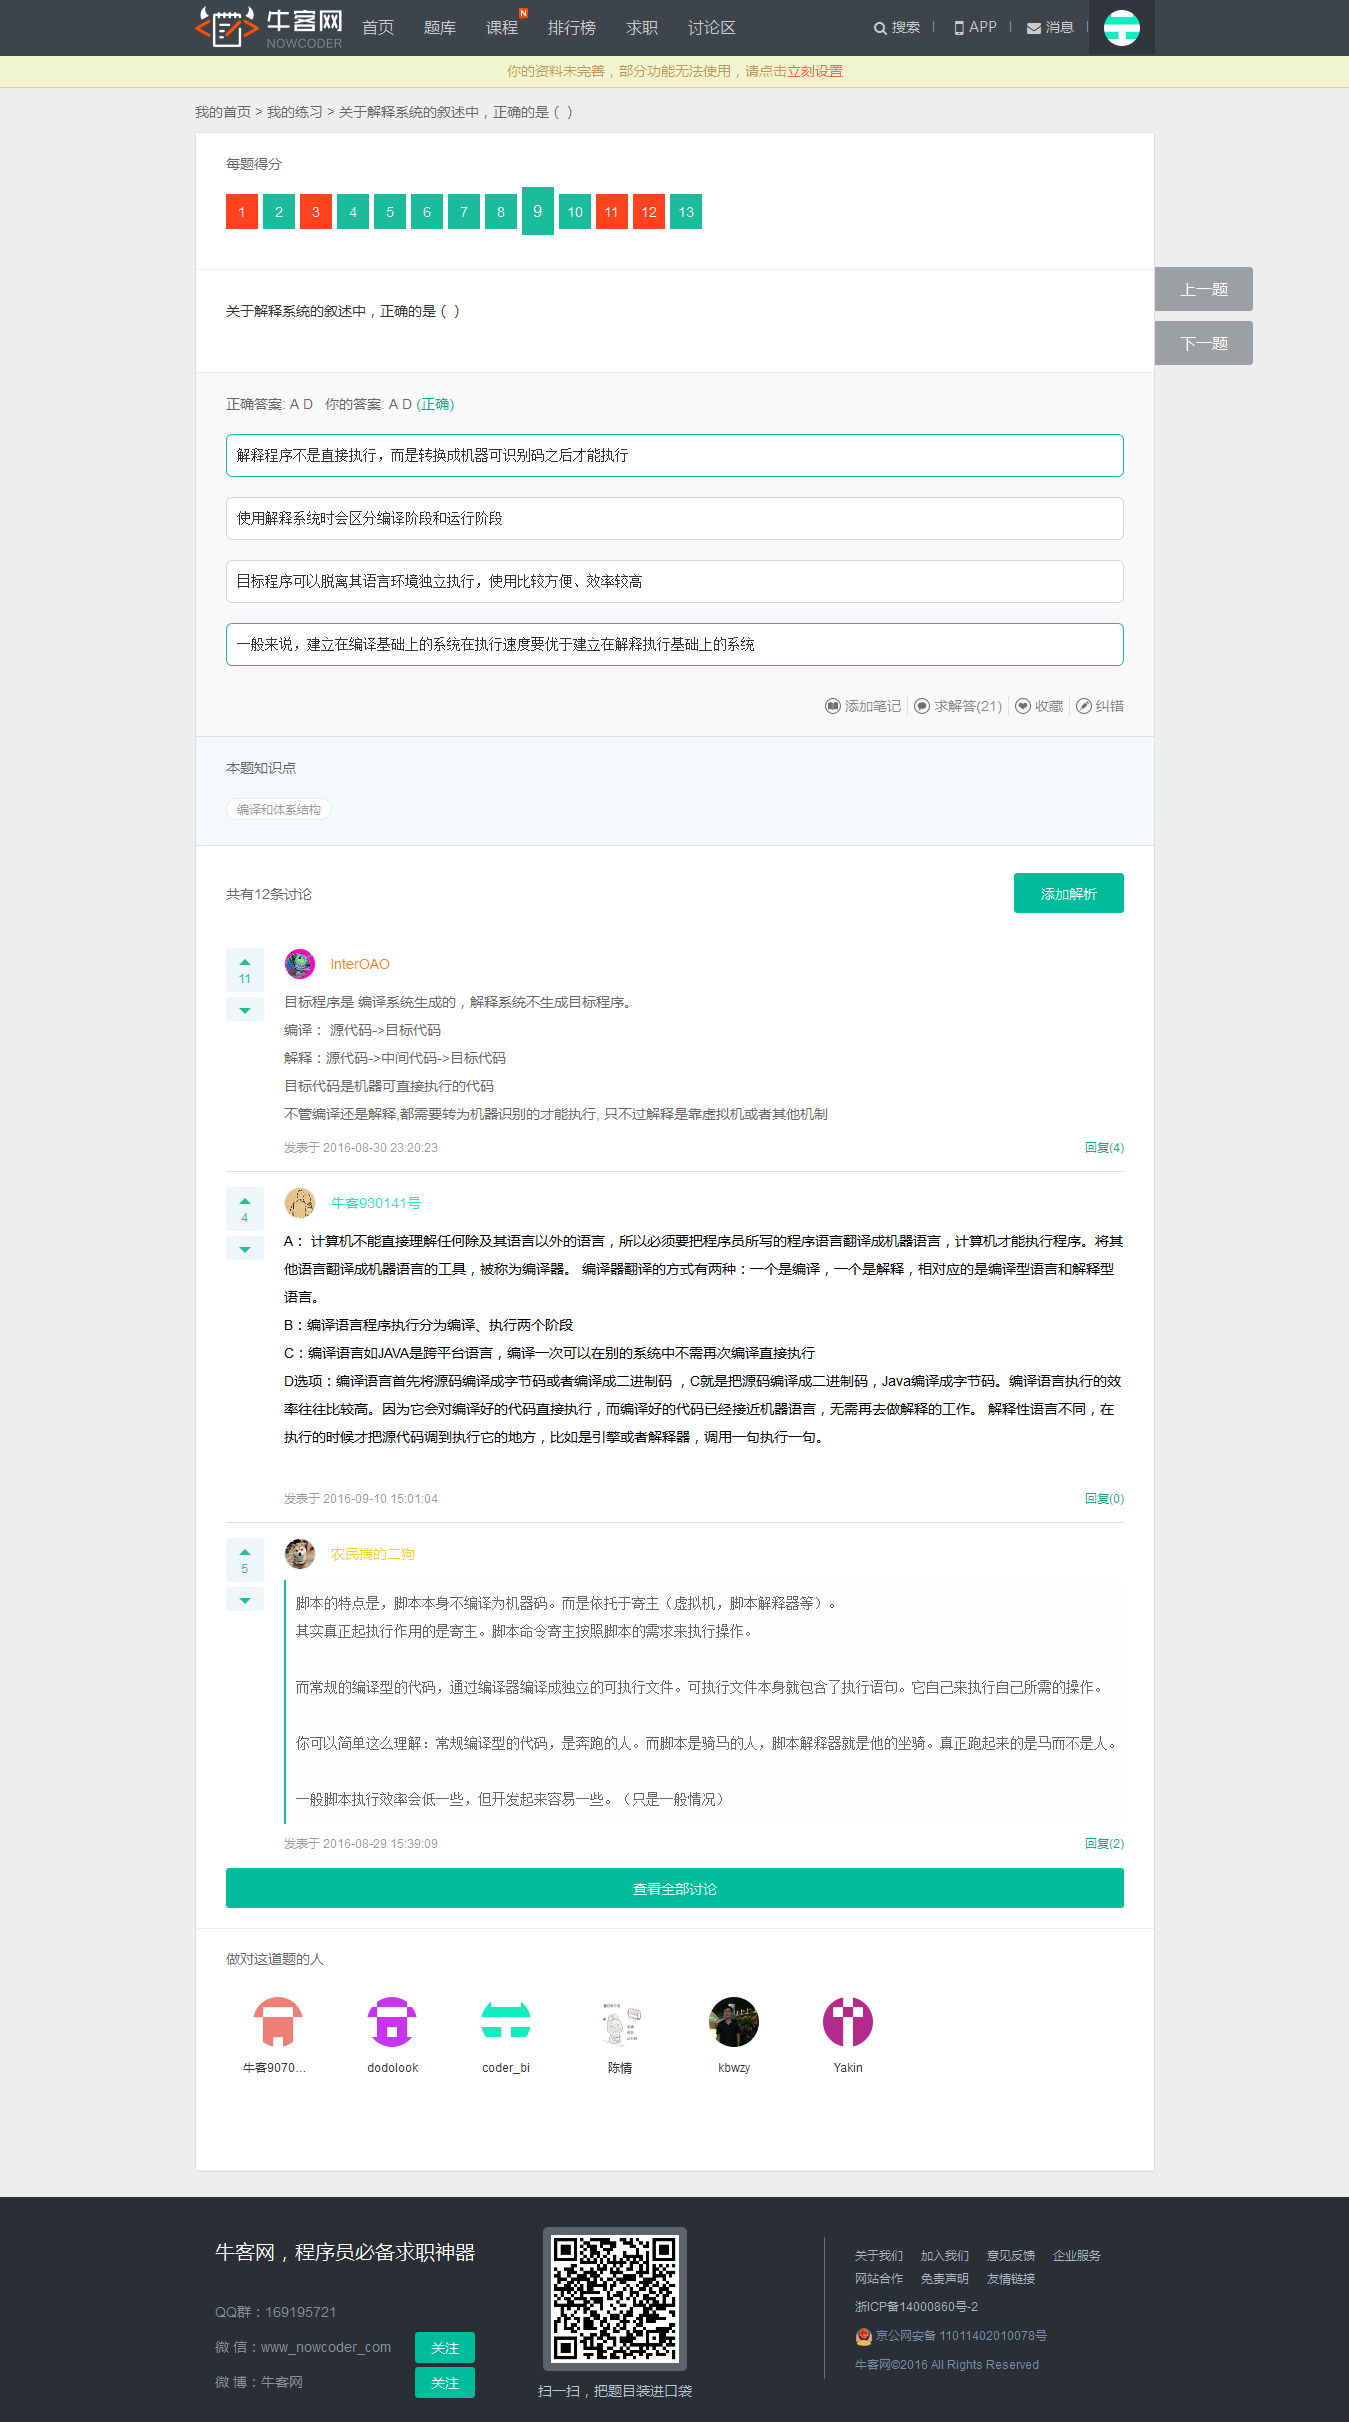 牛客网
NOWCODER
首页 题库 课程 N 排行榜 求职 讨论区 搜索 APP 消息
你的资料未完善，部分功能无法使用，请点击立刻设置
我的首页 > 我的练习 > 关于解释系统的叙述中，正确的是（ ）
每题得分
1 2 3 4 5 6 7 8 9 10 11 12 13
上一题
关于解释系统的叙述中，正确的是（ ）
下一题
正确答案: A D 你的答案: A D (正确)
解释程序不是直接执行，而是转换成机器可识别码之后才能执行
使用解释系统时会区分编译阶段和运行阶段
目标程序可以脱离其语言环境独立执行，使用比较方便、效率较高
一般来说，建立在编译基础上的系统在执行速度要优于建立在解释执行基础上的系统
添加笔记 求解答(21) 收藏 纠错
本题知识点
编译和体系结构
共有12条讨论
添加解析
11
InterOAO
目标程序是 编译系统生成的，解释系统不生成目标程序。
编译： 源代码->目标代码
解释：源代码->中间代码->目标代码
目标代码是机器可直接执行的代码
不管编译还是解释,都需要转为机器识别的才能执行, 只不过解释是靠虚拟机或者其他机制
发表于 2016-08-30 23:20:23
回复(4)
4
牛客930141号
A： 计算机不能直接理解任何除及其语言以外的语言，所以必须要把程序员所写的程序语言翻译成机器语言，计算机才能执行程序。将其
他语言翻译成机器语言的工具，被称为编译器。 编译器翻译的方式有两种：一个是编译，一个是解释，相对应的是编译型语言和解释型
语言。
B：编译语言程序执行分为编译、执行两个阶段
C：编译语言如JAVA是跨平台语言，编译一次可以在别的系统中不需再次编译直接执行
D选项：编译语言首先将源码编译成字节码或者编译成二进制码 ，C就是把源码编译成二进制码，Java编译成字节码。编译语言执行的效
率往往比较高。因为它会对编译好的代码直接执行，而编译好的代码已经接近机器语言，无需再去做解释的工作。 解释性语言不同，在
执行的时候才把源代码调到执行它的地方，比如是引擎或者解释器，调用一句执行一句。
发表于 2016-09-10 15:01:04
回复(0)
5
农民揣的二狗
脚本的特点是，脚本本身不编译为机器码。而是依托于寄主（虚拟机，脚本解释器等）。
其实真正起执行作用的是寄主。脚本命令寄主按照脚本的需求来执行操作。
而常规的编译型的代码，通过编译器编译成独立的可执行文件。可执行文件本身就包含了执行语句。它自己来执行自己所需的操作。
你可以简单这么理解：常规编译型的代码，是奔跑的人。而脚本是骑马的人，脚本解释器就是他的坐骑。真正跑起来的是马而不是人。
一般脚本执行效率会低一些，但开发起来容易一些。（只是一般情况）
发表于 2016-08-29 15:39:09
回复(2)
查看全部讨论
做对这道题的人
牛客9070... dodolook coder_bi 陈情 kbwzy Yakin
牛客网，程序员必备求职神器
QQ群：169195721
微 信：www_nowcoder_com 关注
微 博：牛客网 关注
扫一扫，把题目装进口袋
关于我们 加入我们 意见反馈 企业服务
网站合作 免责声明 友情链接
浙ICP备14000860号-2
京公网安备 11011402010078号
牛客网©2016 All Rights Reserved